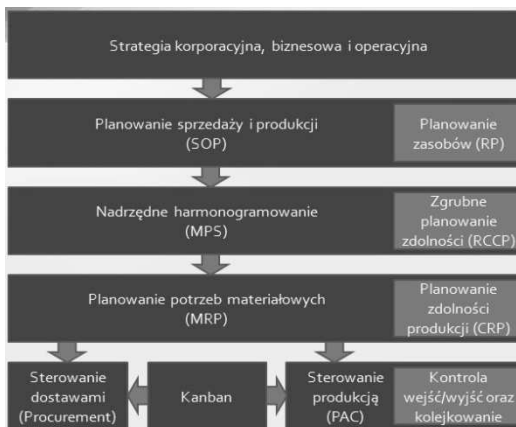 Strategia korporacyjna, biznesowa i operacyjna
Planowanie sprzedaży i produkcji
(SOP)
Planowanie
zasobów (RP)
Nadrzędne harmonogramowanie
(MPS)
Zgrubne
planowanie
zdolności (RCCP)
Planowanie potrzeb materiałowych
(MRP)
Planowanie
zdolności
produkcji (CRP)
Sterowanie
dostawami
(Procurement)
Kanban
Sterowanie
produkcją
(PAC)
Kontrola
wejść/wyjść oraz
kolejkowanie